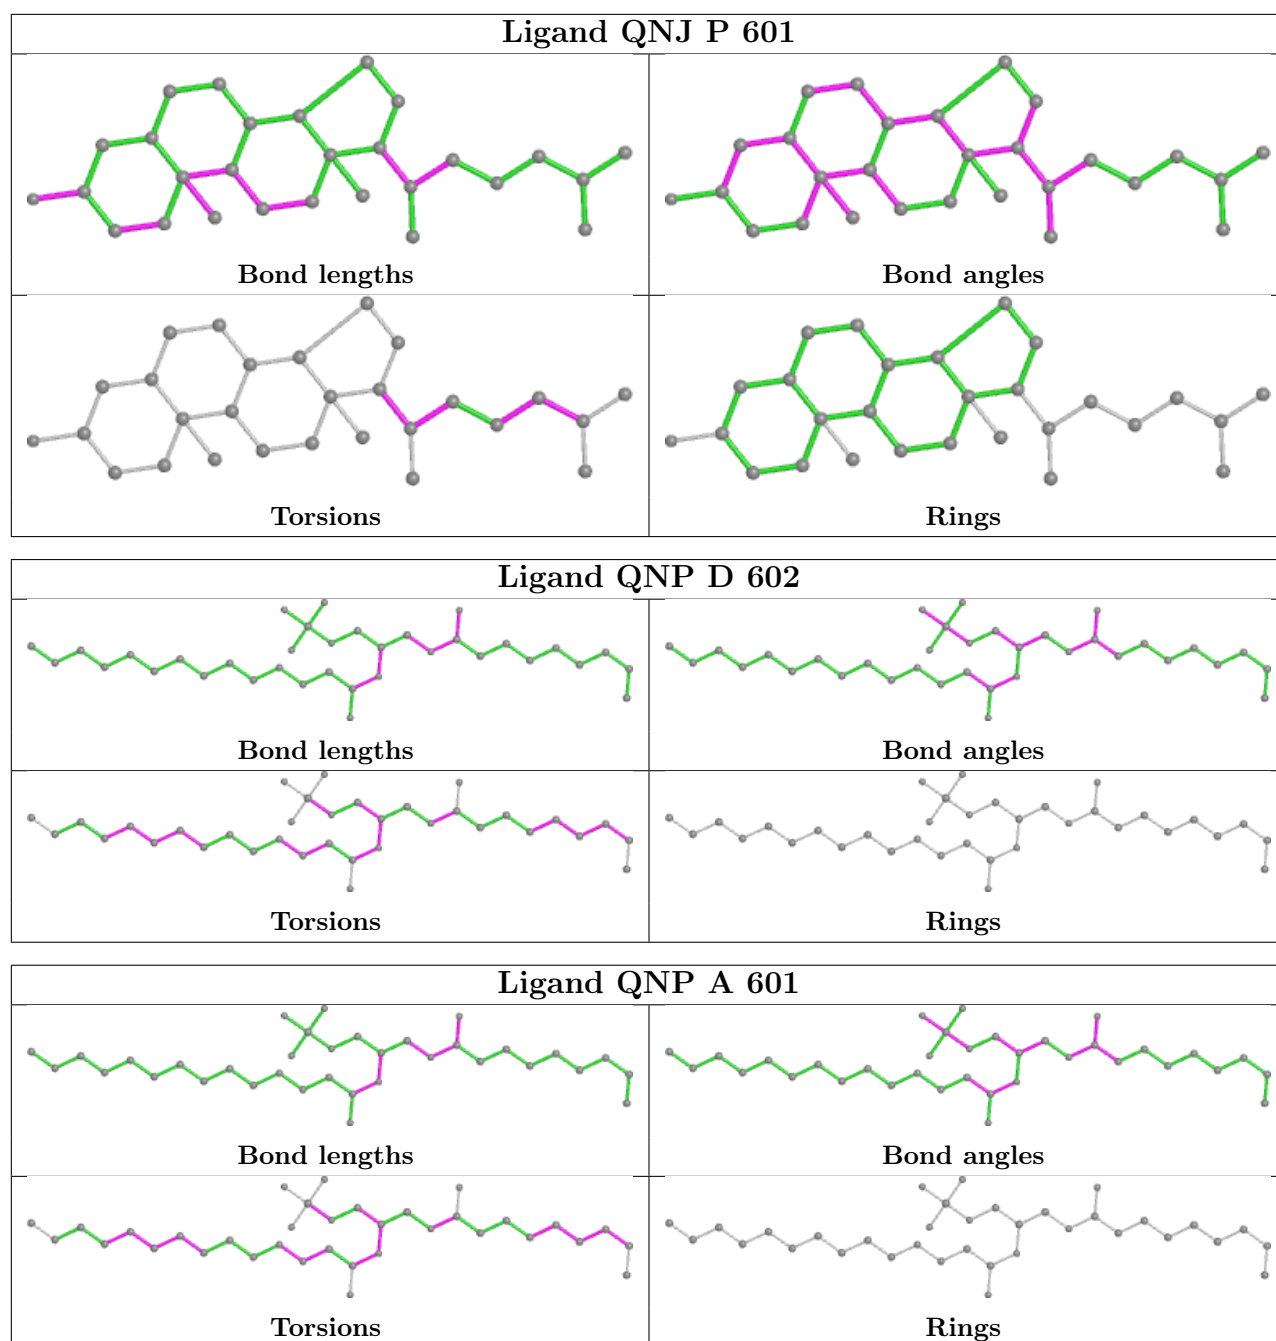 Ligand QNJ P 601
Bond lengths
Bond angles
Torsions
Rings
Ligand QNP D 602
Bond lengths
Bond angles
Torsions
Rings
Ligand QNP A 601
Bond lengths
Bond angles
Torsions
Rings